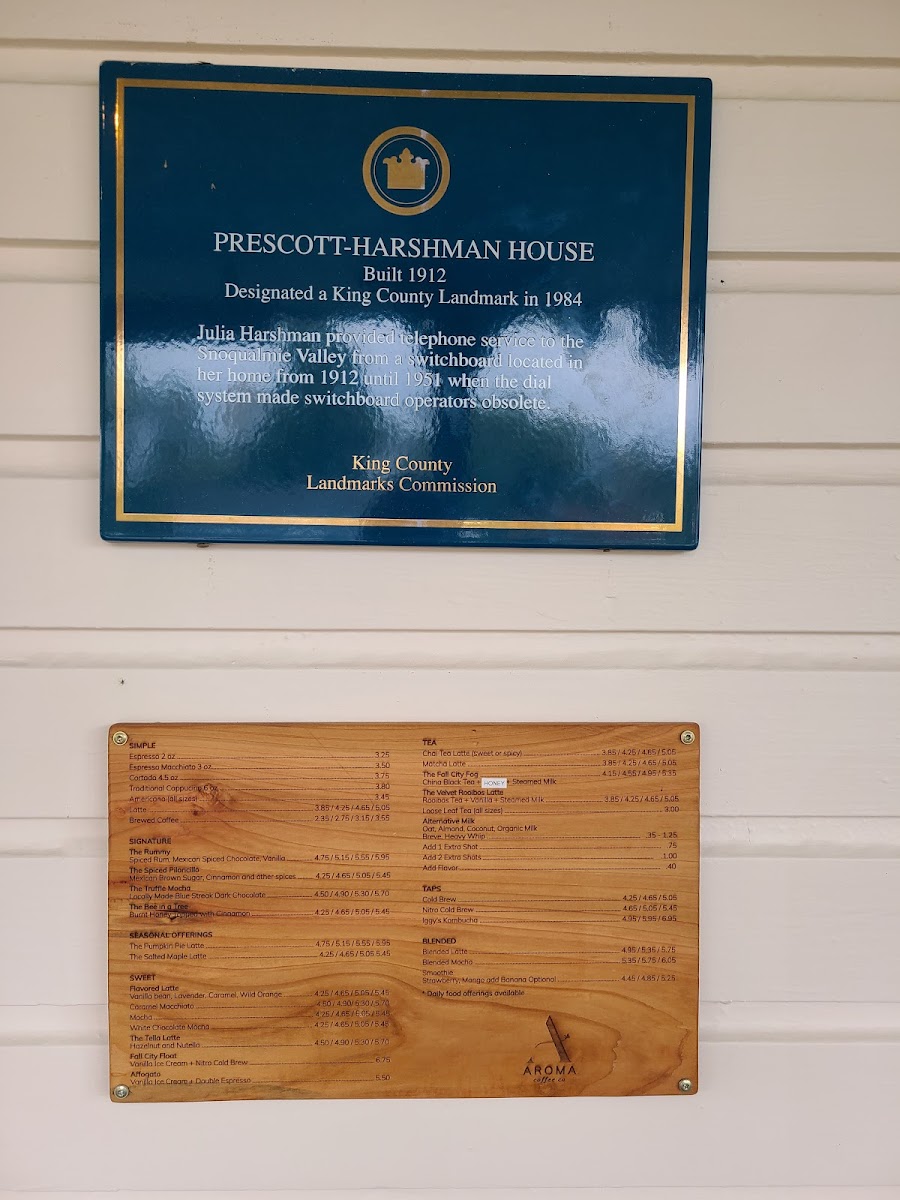 PRESCOTT-HARSHMAN HOUSE
Built 1912
Designated a King County Landmark in 1984
Julia Harshman provided telephone service to the
Snoqualmie Valley from a switchboard located in
her home from 1912 until 1951 when the dial
system made switchboard operators obsolete.
King County
Landmarks Commission
SIMPLE
Espresso 2 oz 3.25
Espresso Macchiato 3 oz 3.50
Cortado 4.5 oz 3.75
Traditional Cappucino 6 oz 3.80
Americano (all sizes) 3.45
Latte 3.85 / 4.25 / 4.65 / 5.05
Brewed Coffee 2.35 / 2.75 / 3.15 / 3.55
SIGNATURE
The Rummy
Spiced Rum, Mexican Spiced Chocolate, Vanilla 4.75 / 5.15 / 5.55 / 5.95
The Spiced Piloncillo
Mexican Brown Sugar, Cinnamon and other spices 4.25 / 4.65 / 5.05 / 5.45
The Truffle Mocha
Locally Made Blue Streak Dark Chocolate 4.50 / 4.90 / 5.30 / 5.70
The Bee in a Tree
Burnt Honey Topped with Cinnamon 4.25 / 4.65 / 5.05 / 5.45
SEASONAL OFFERINGS
The Pumpkin Pie Latte 4.75 / 5.15 / 5.55 / 5.95
The Salted Maple Latte 4.25 / 4.65 / 5.05 5.45
SWEET
Flavored Latte
Vanilla bean, Lavender, Caramel, Wild Orange 4.25 / 4.65 / 5.05 / 5.45
Caramel Macchiato 4.50 / 4.90 / 5.30 / 5.70
Mocha 4.25 / 4.65 / 5.05 / 5.45
White Chocolate Mocha 4.25 / 4.65 / 5.05 / 5.45
The Tella Latte
Hazelnut and Nutella 4.50 / 4.90 / 5.30 / 5.70
Fall City Float
Vanilla Ice Cream + Nitro Cold Brew 6.75
Affogato
Vanilla Ice Cream + Double Espresso 5.50
TEA
Chai Tea Latte (sweet or spicy) 3.85 / 4.25 / 4.65 / 5.05
Matcha Latte 3.85 / 4.25 / 4.65 / 5.05
The Fall City Fog 4.15 / 4.55 / 4.95 / 5.35
China Black Tea + HONEY + Steamed Milk
The Velvet Rooibos Latte
Rooibos Tea + Vanilla + Steamed Milk 3.85 / 4.25 / 4.65 / 5.05
Loose Leaf Tea (all sizes) 3.00
Alternative Milk
Oat, Almond, Coconut, Organic Milk
Breve, Heavy Whip .35 1.25
Add 1 Extra Shot .75
Add 2 Extra Shots 1.00
Add Flavor .40
TAPS
Cold Brew 4.25 / 4.65 / 5.05
Nitro Cold Brew 4.65 / 5.05 / 5.45
Iggy's Kombucha 4.95 / 5.95 / 6.95
BLENDED
Blended Latte 4.95 / 5.35 / 5.75
Blended Mocha 5.35 / 5.75 / 6.05
Smoothie
Strawberry, Mango add Banana Optional 4.45 / 4.85 / 5.25
* Daily food offerings available
AROMA
coffee co